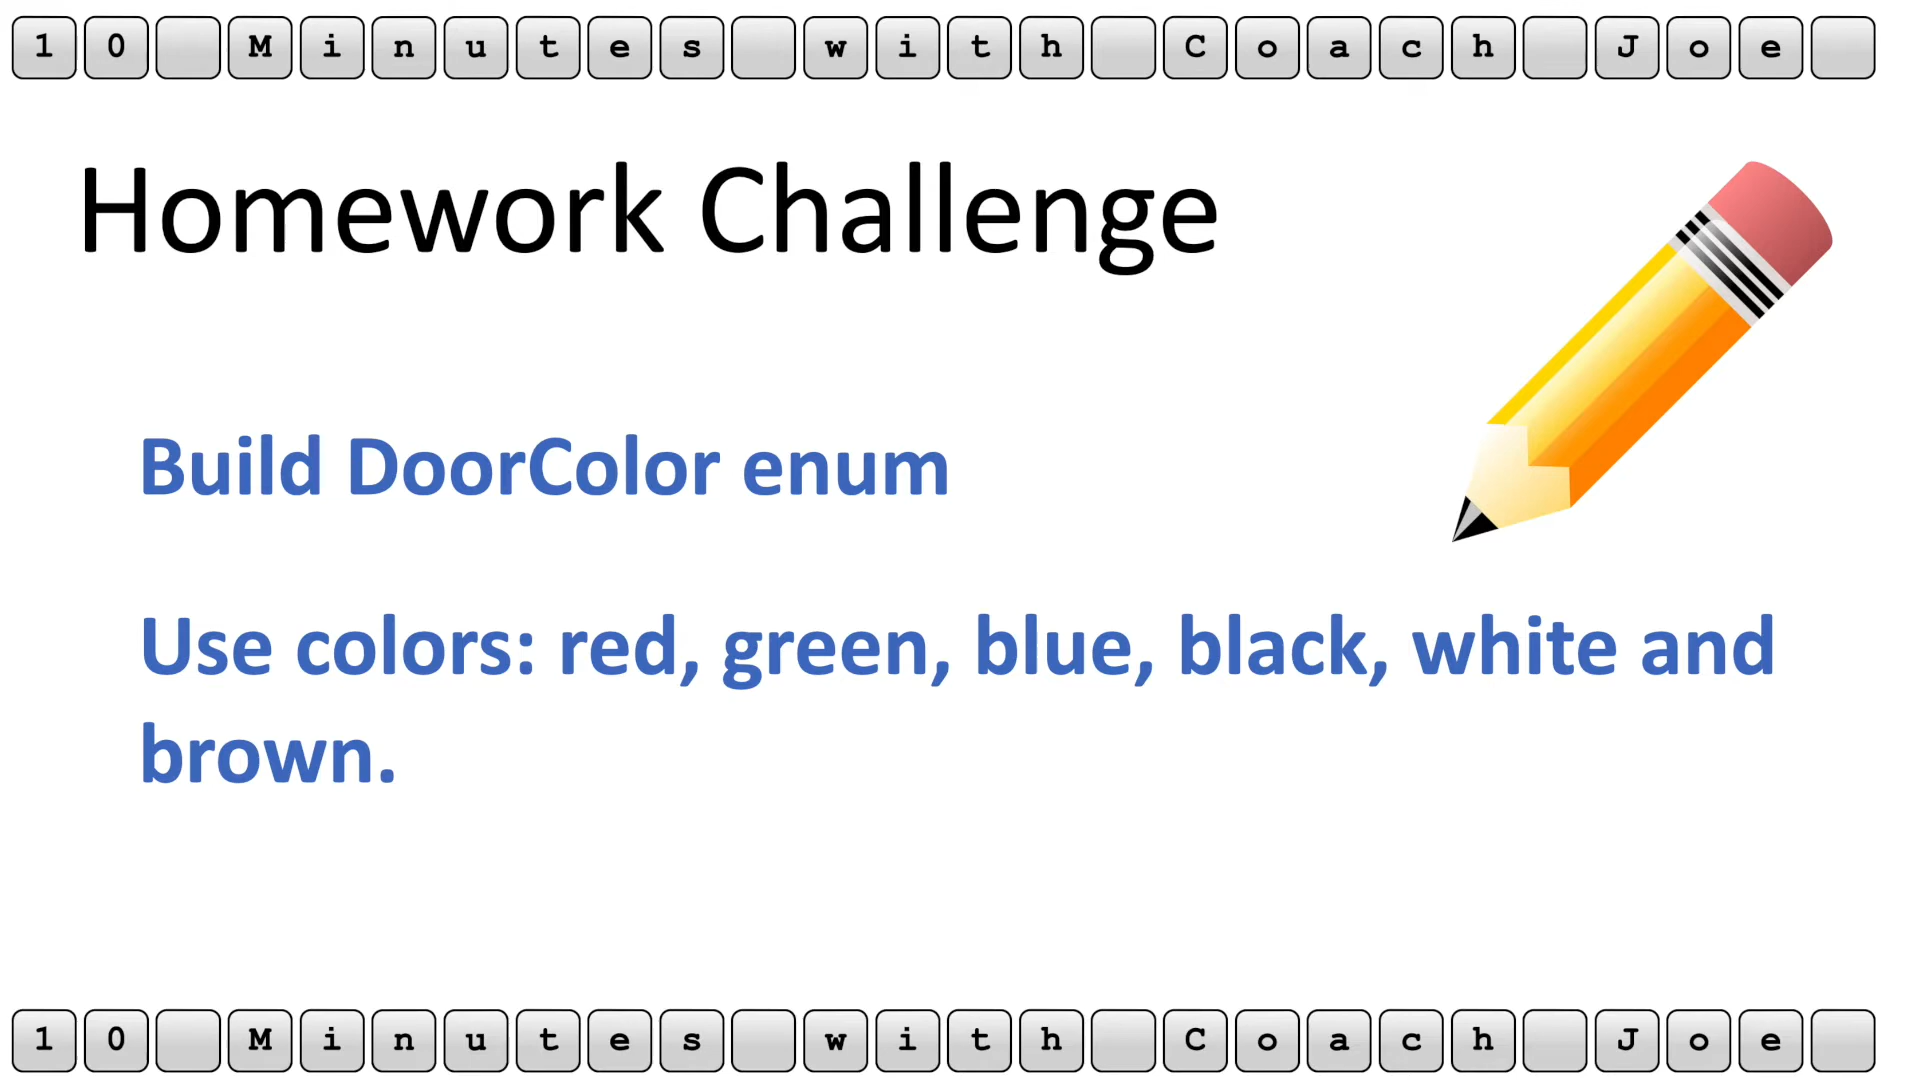 10 Minutes with Coach Joe
Homework Challenge
Build DoorColor enum
Use colors: red, green, blue, black, white and
brown.
10 Minutes with Coach Joe